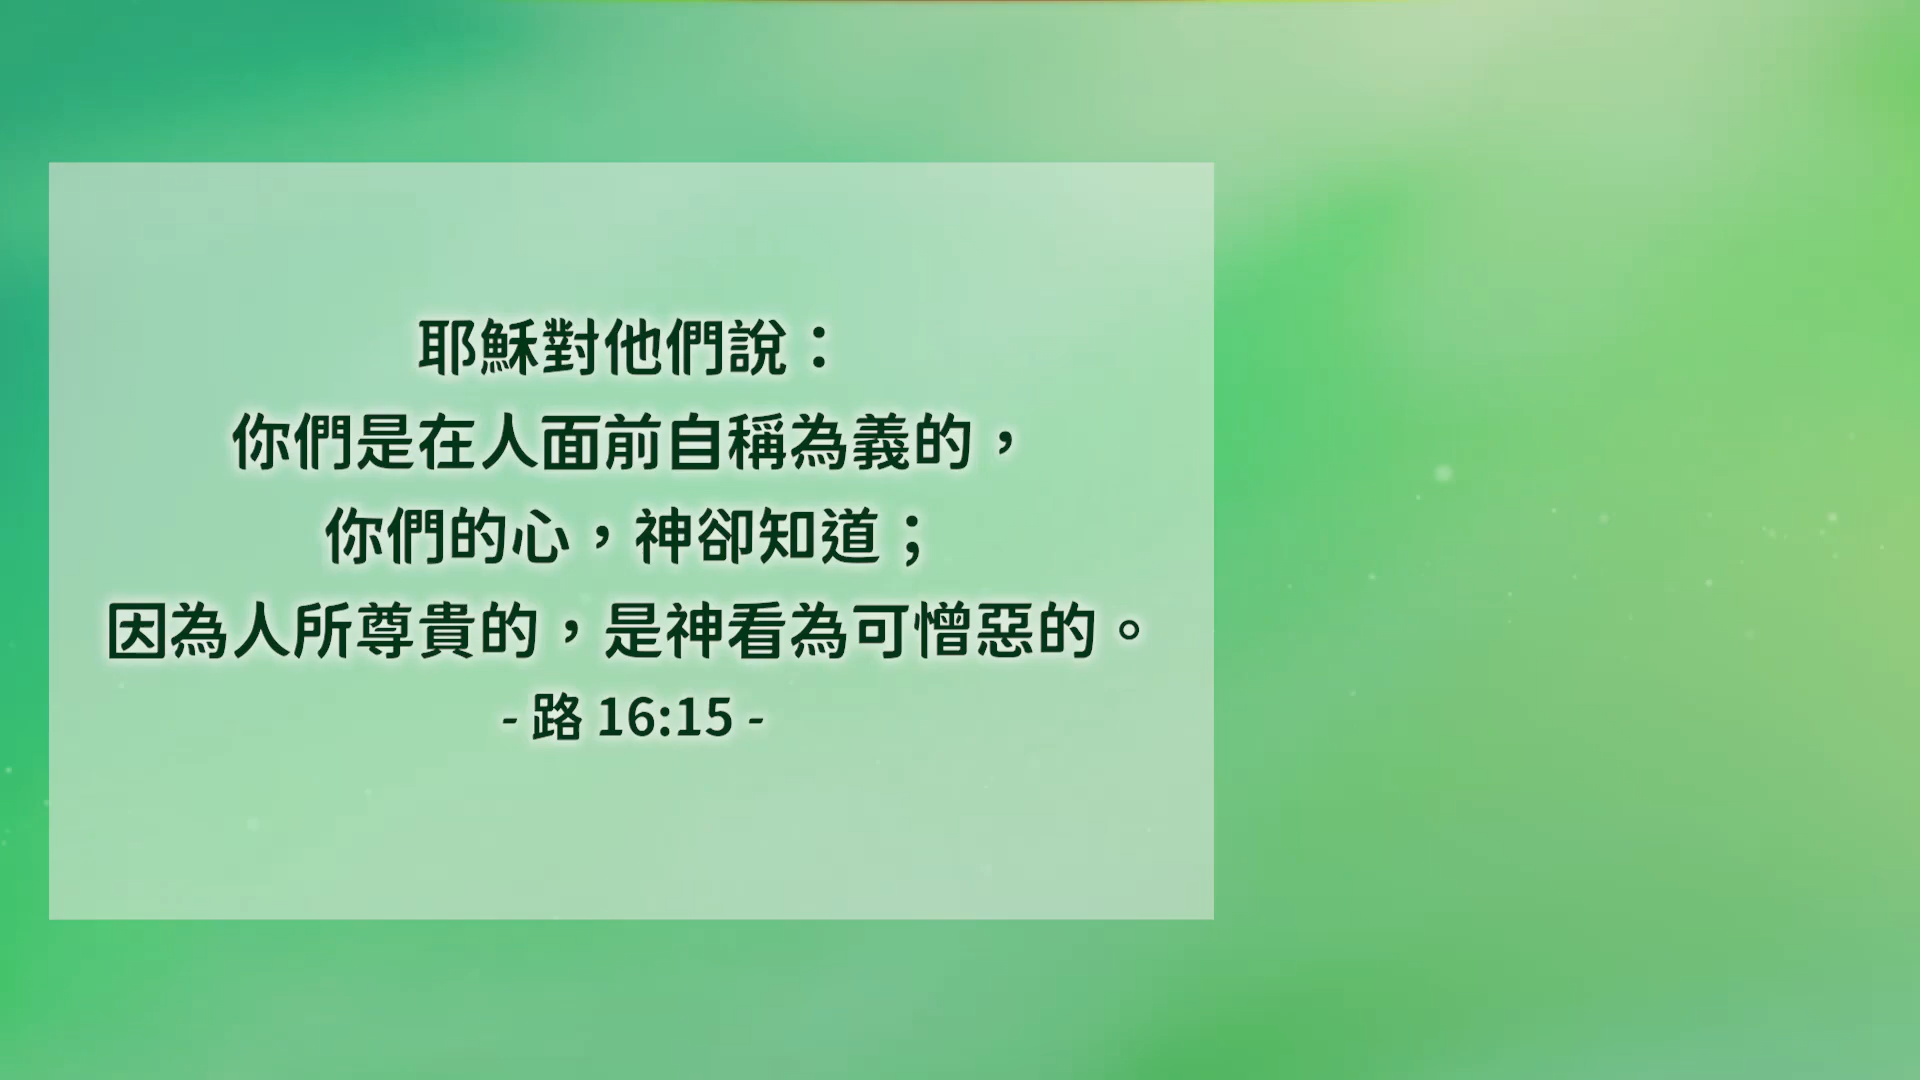 耶穌對他們說：
你們是在人面前自稱為義的，
你們的心，神卻知道；
因為人所尊貴的，是神看為可憎惡的。
- 路 16:15 -